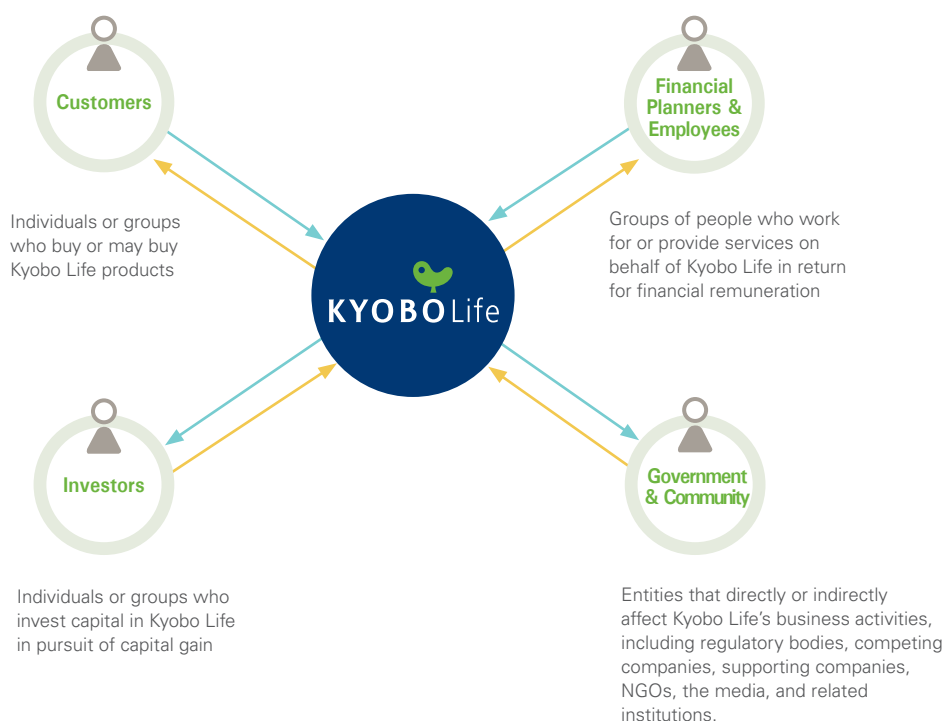 Customers
Individuals or groups
who buy or may buy
Kyobo Life products
Financial
Planners &
Employees
Groups of people who work
for or provide services on
behalf of Kyobo Life in return
for financial remuneration
KYOBO Life
Investors
Individuals or groups who
invest capital in Kyobo Life
in pursuit of capital gain
Government
& Community
Entities that directly or indirectly
affect Kyobo Life’s business activities,
including regulatory bodies, competing
companies, supporting companies,
NGOs, the media, and related
institutions.